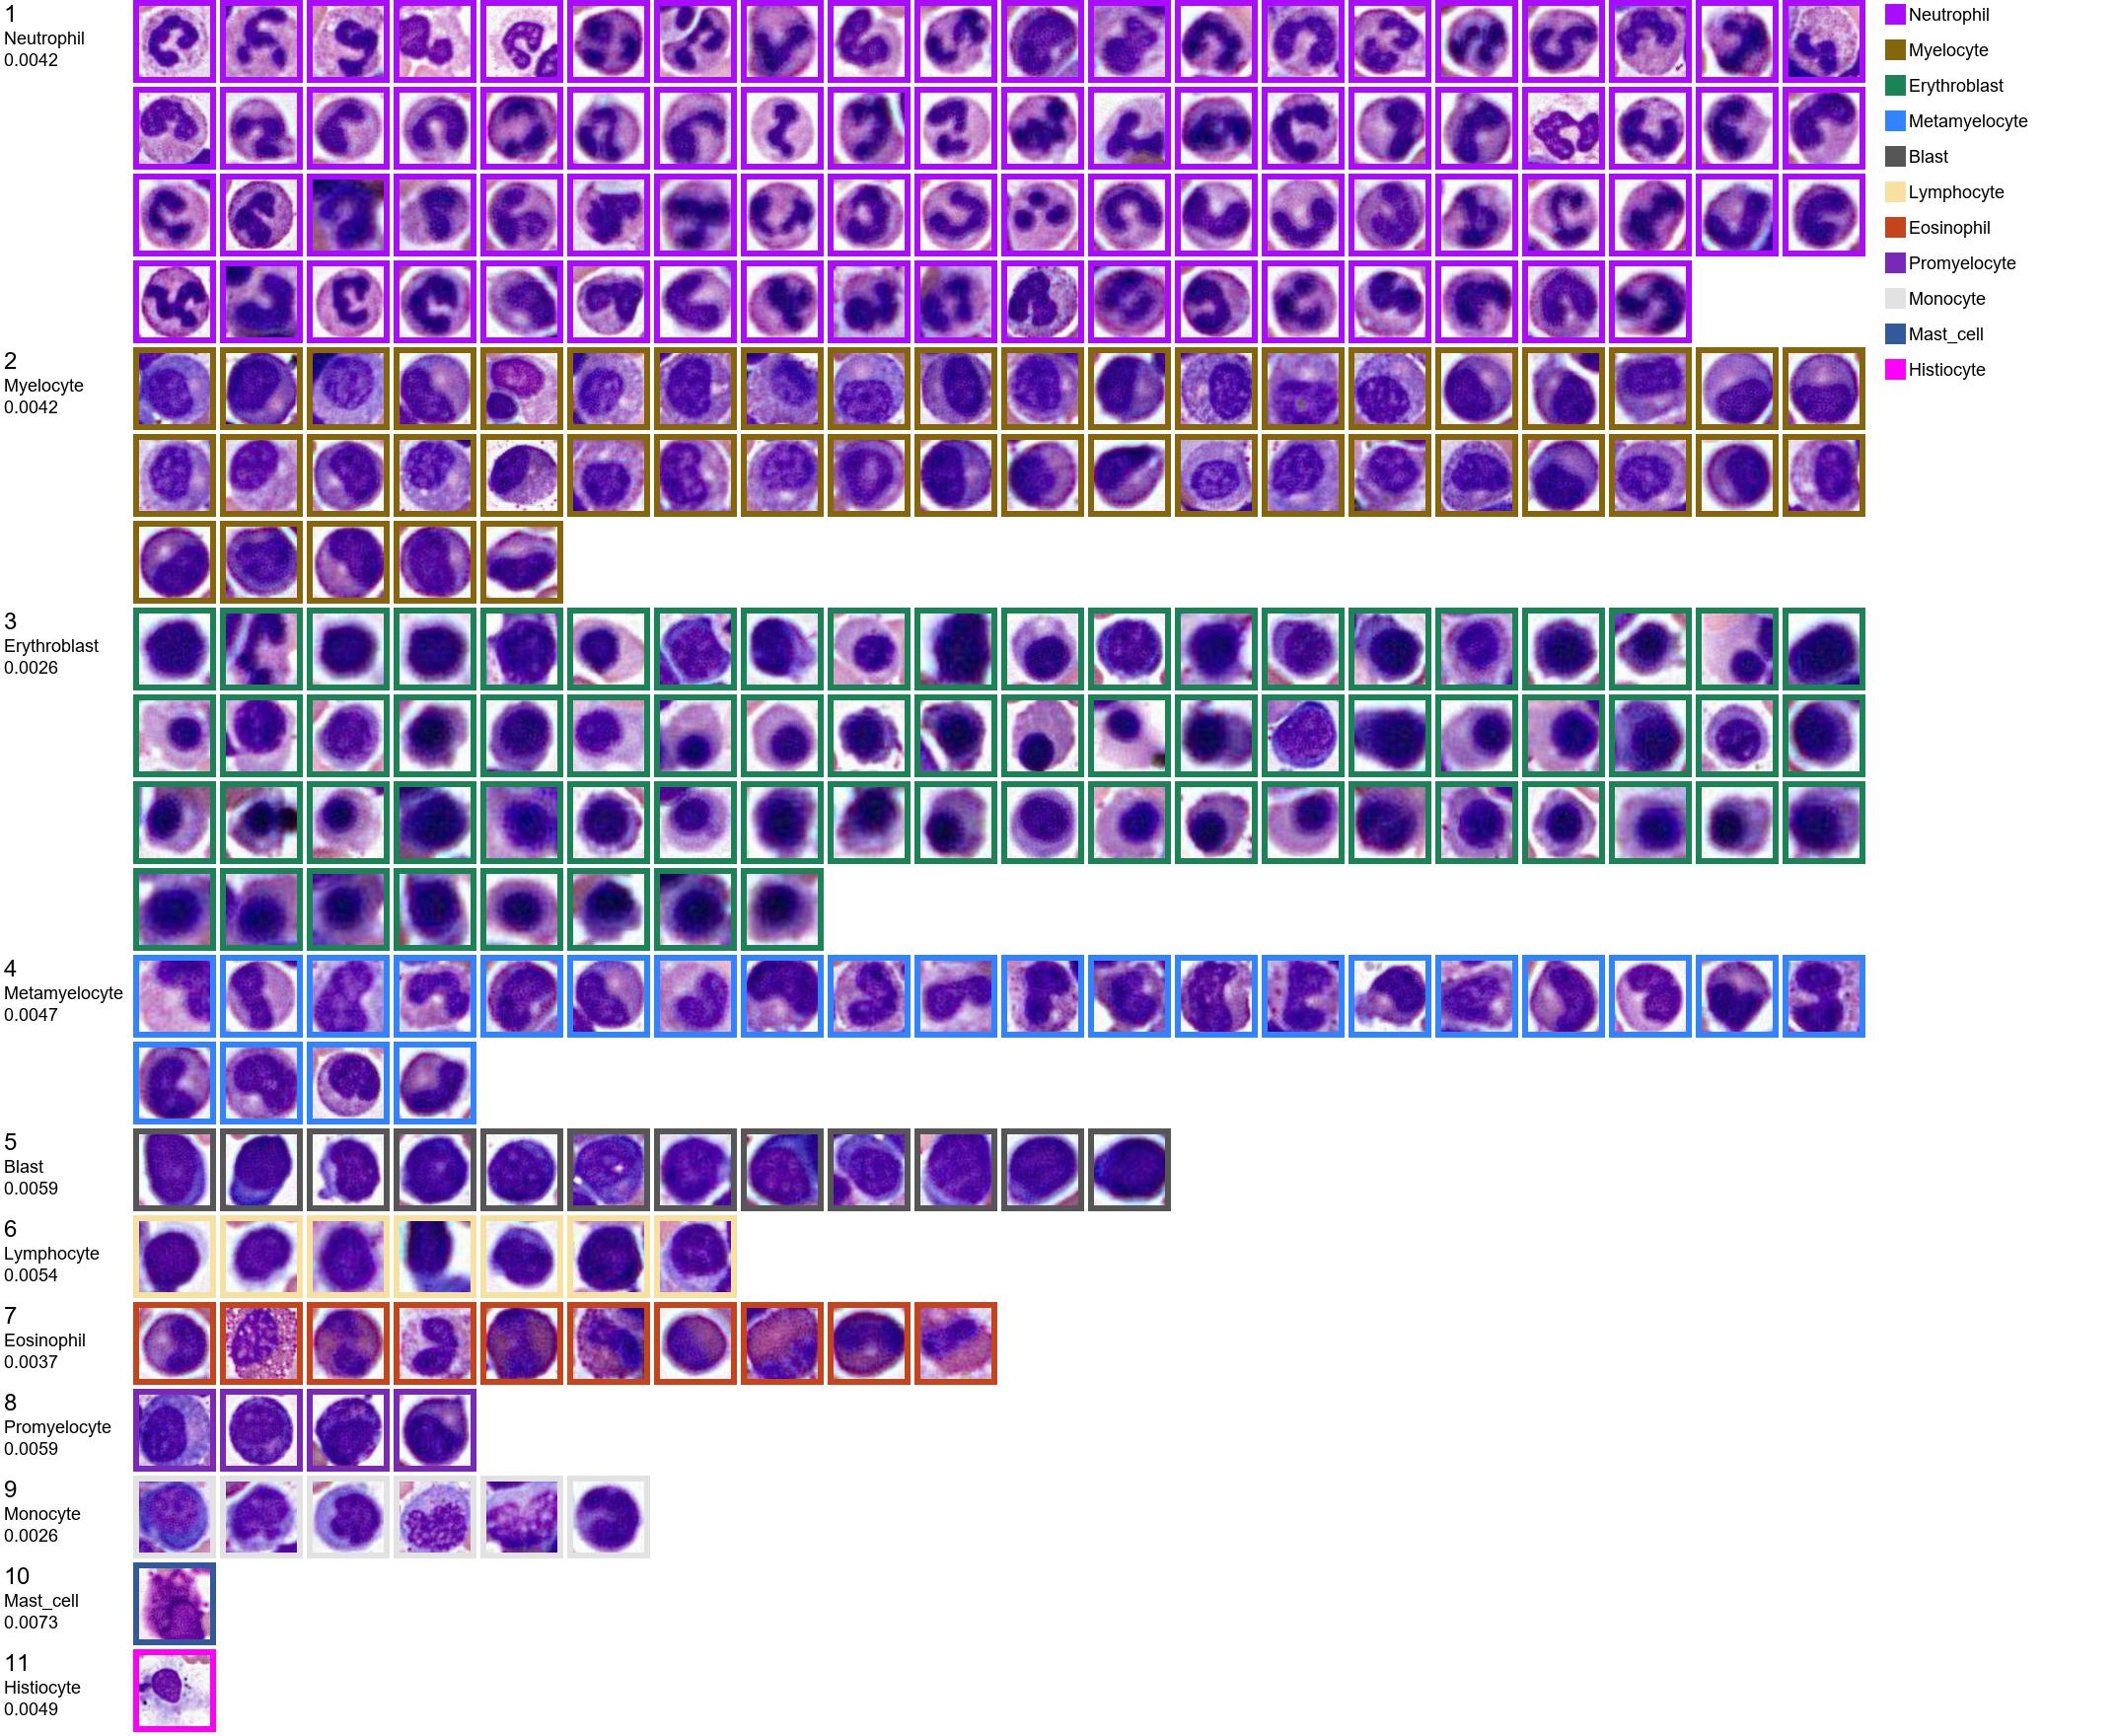 1
Neutrophil
0.0042
2
Myelocyte
0.0042
3
Erythroblast
0.0026
4
Metamyelocyte
0.0047
5
Blast
0.0059
6
Lymphocyte
0.0054
7
Eosinophil
0.0037
8
Promyelocyte
0.0059
9
Monocyte
0.0026
10
Mast_cell
0.0073
11
Histiocyte
0.0049
Neutrophil
Myelocyte
Erythroblast
Metamyelocyte
Blast
Lymphocyte
Eosinophil
Promyelocyte
Monocyte
Mast_cell
Histiocyte